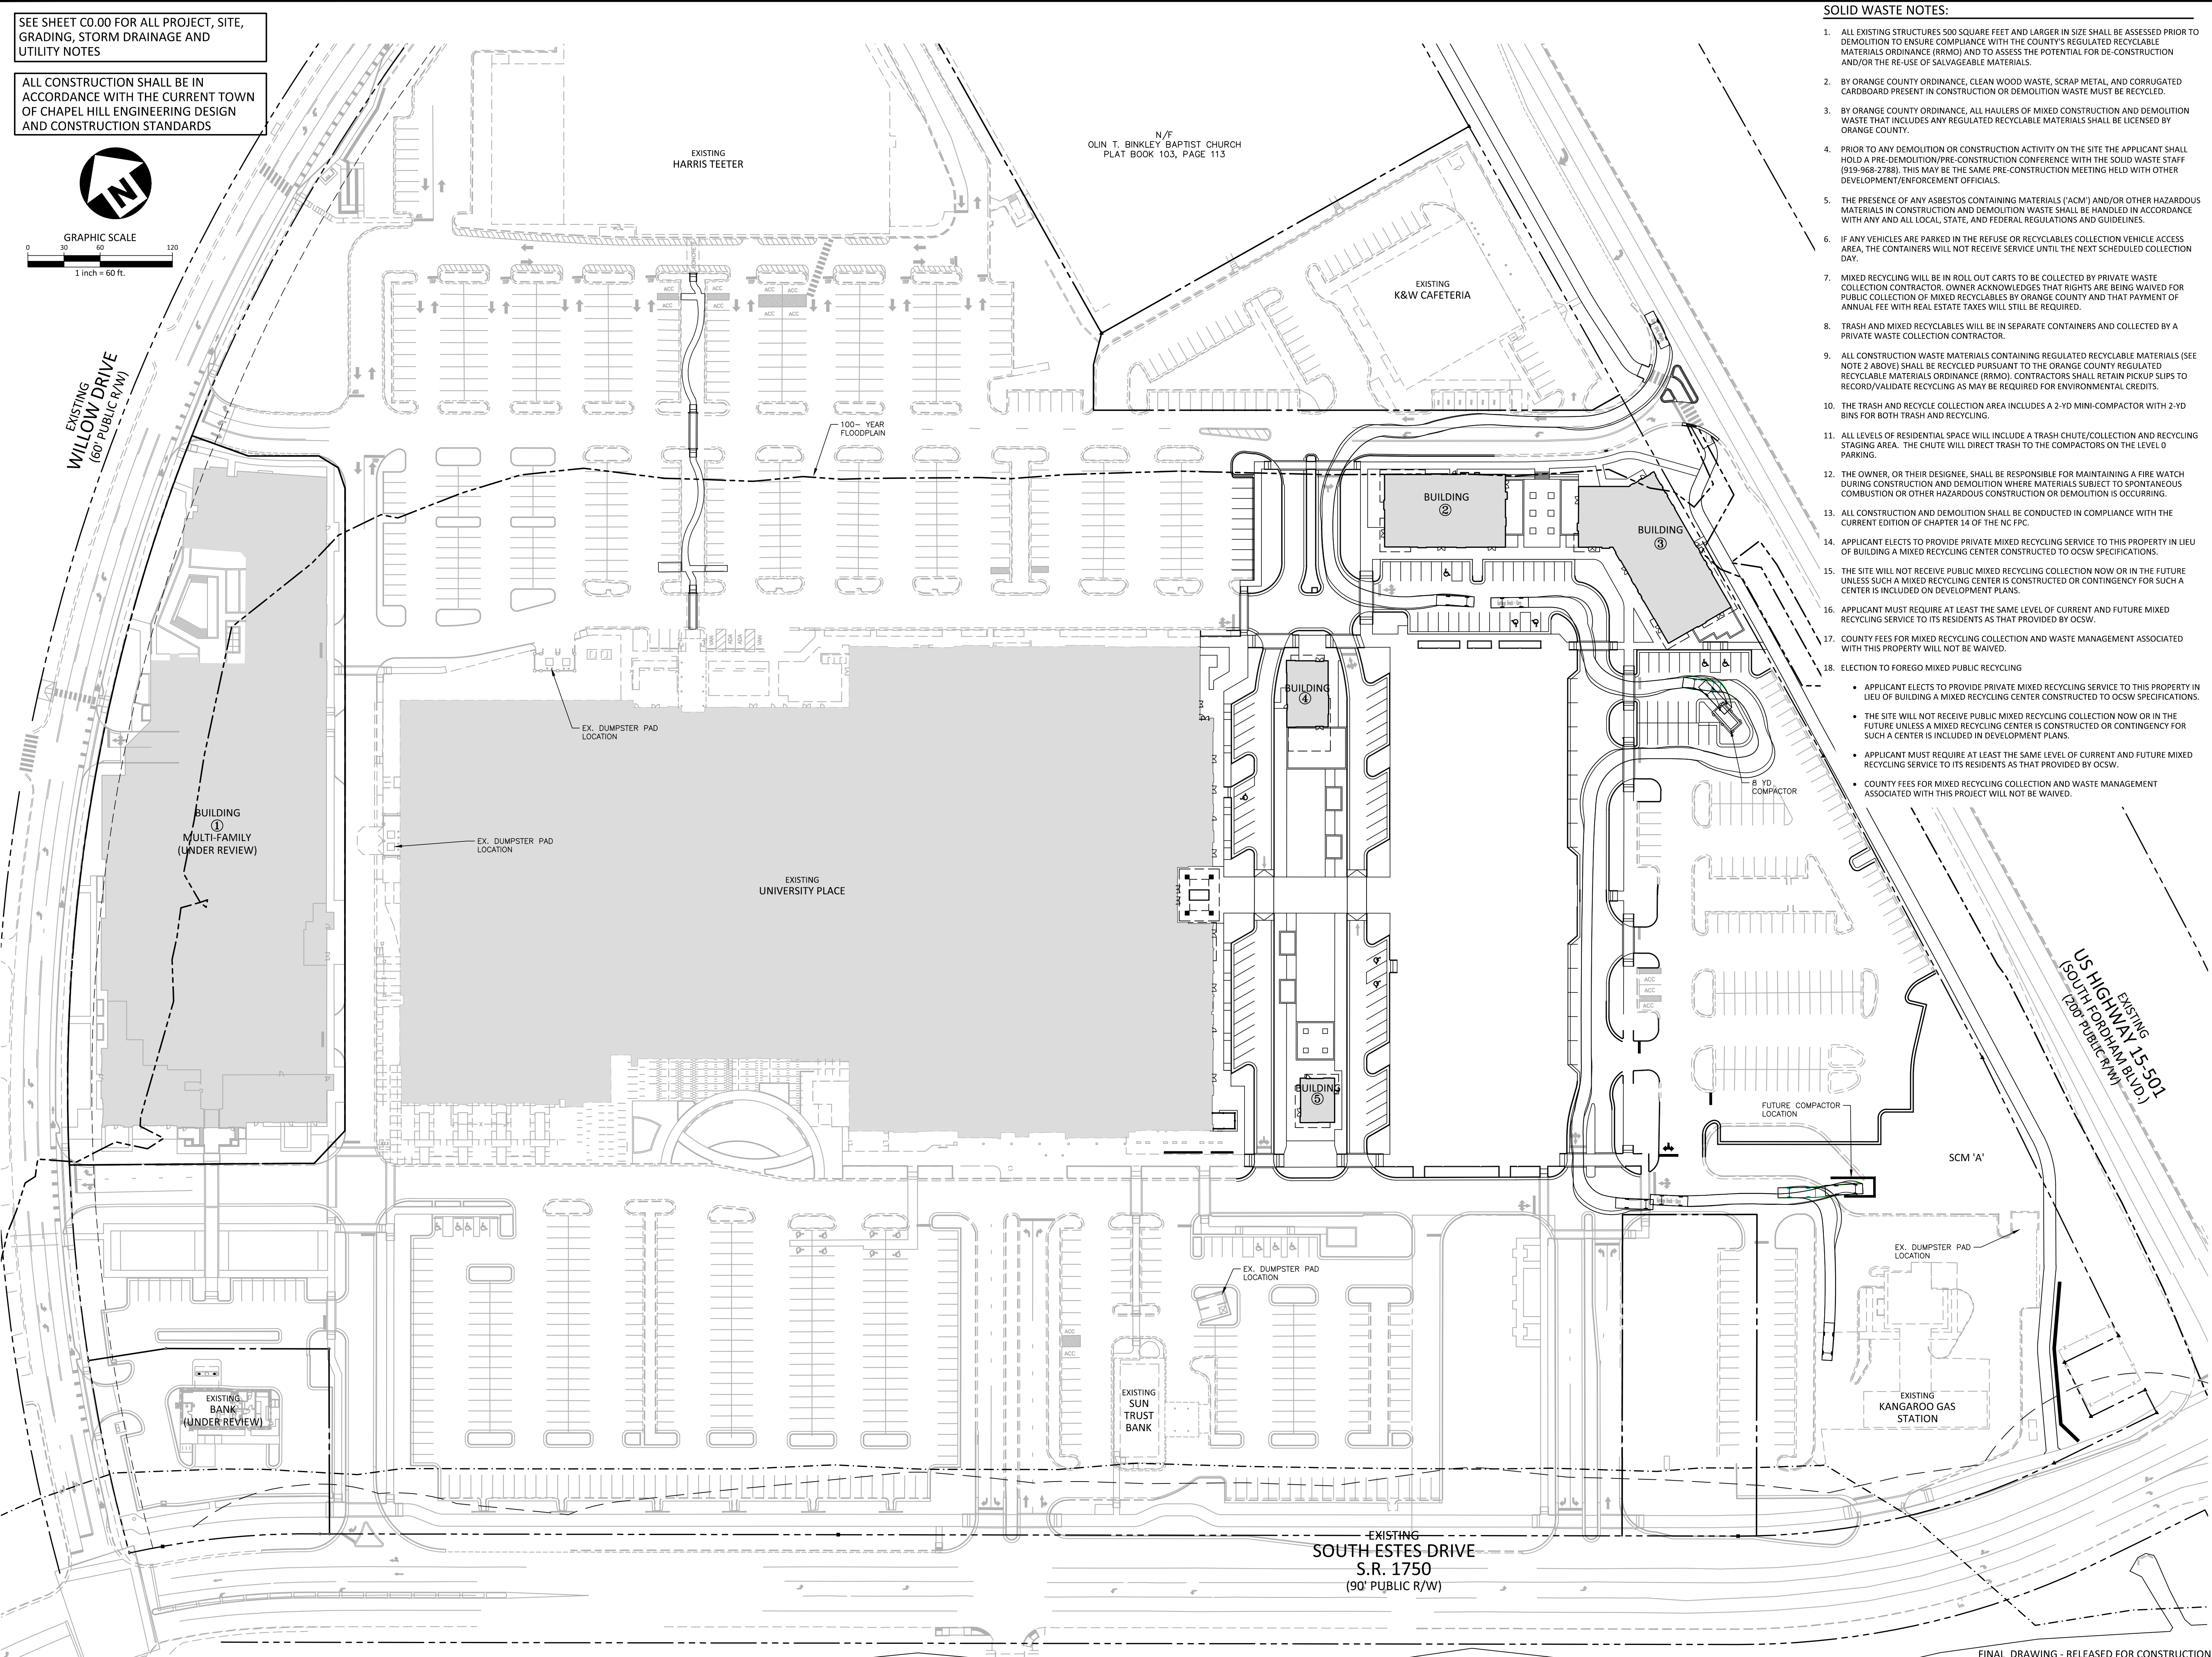 SEE SHEET C0.00 FOR ALL PROJECT, SITE,
GRADING, STORM DRAINAGE AND
UTILITY NOTES
ALL CONSTRUCTION SHALL BE IN
ACCORDANCE WITH THE CURRENT TOWN
OF CHAPEL HILL ENGINEERING DESIGN
AND CONSTRUCTION STANDARDS
N
GRAPHIC SCALE
0 30 60 120
1 inch = 60 ft.
EXISTING
WILLOW DRIVE
(60' PUBLIC R/W)
EXISTING
HARRIS TEETER
N/F
OLIN T. BINKLEY BAPTIST CHURCH
PLAT BOOK 103, PAGE 113
EXISTING
K&W CAFETERIA
CONCRETE
ACC ACC ACC ACC
ACC ACC ACC ACC
ACC ACC
100- YEAR
FLOODPLAIN
BUILDING
②
BUILDING
③
VAN
ADA
ADA
VAN
EX. DUMPSTER PAD
LOCATION
BUILDING
④
8 YD
COMPACTOR
BUILDING
①
MULTI-FAMILY
(UNDER REVIEW)
EX. DUMPSTER PAD
LOCATION
EXISTING
UNIVERSITY PLACE
ACC
ACC
ACC
EXISTING
US HIGHWAY 15-501
(SOUTH FORDHAM BLVD.)
(200' PUBLIC R/W)
BUILDING
⑤
FUTURE COMPACTOR
LOCATION
SCM 'A'
EX. DUMPSTER PAD
LOCATION
EX. DUMPSTER PAD
LOCATION
ACC
ACC
EXISTING
BANK
(UNDER REVIEW)
EXISTING
SUN
TRUST
BANK
EXISTING
KANGAROO GAS
STATION
EXISTING
SOUTH ESTES DRIVE
S.R. 1750
(90' PUBLIC R/W)
SOLID WASTE NOTES:
1. ALL EXISTING STRUCTURES 500 SQUARE FEET AND LARGER IN SIZE SHALL BE ASSESSED PRIOR TO
DEMOLITION TO ENSURE COMPLIANCE WITH THE COUNTY'S REGULATED RECYCLABLE
MATERIALS ORDINANCE (RRMO) AND TO ASSESS THE POTENTIAL FOR DE-CONSTRUCTION
AND/OR THE RE-USE OF SALVAGEABLE MATERIALS.
2. BY ORANGE COUNTY ORDINANCE, CLEAN WOOD WASTE, SCRAP METAL, AND CORRUGATED
CARDBOARD PRESENT IN CONSTRUCTION OR DEMOLITION WASTE MUST BE RECYCLED.
3. BY ORANGE COUNTY ORDINANCE, ALL HAULERS OF MIXED CONSTRUCTION AND DEMOLITION
WASTE THAT INCLUDES ANY REGULATED RECYCLABLE MATERIALS SHALL BE LICENSED BY
ORANGE COUNTY.
4. PRIOR TO ANY DEMOLITION OR CONSTRUCTION ACTIVITY ON THE SITE THE APPLICANT SHALL
HOLD A PRE-DEMOLITION/PRE-CONSTRUCTION CONFERENCE WITH THE SOLID WASTE STAFF
(919-968-2788). THIS MAY BE THE SAME PRE-CONSTRUCTION MEETING HELD WITH OTHER
DEVELOPMENT/ENFORCEMENT OFFICIALS.
5. THE PRESENCE OF ANY ASBESTOS CONTAINING MATERIALS ('ACM') AND/OR OTHER HAZARDOUS
MATERIALS IN CONSTRUCTION AND DEMOLITION WASTE SHALL BE HANDLED IN ACCORDANCE
WITH ANY AND ALL LOCAL, STATE, AND FEDERAL REGULATIONS AND GUIDELINES.
6. IF ANY VEHICLES ARE PARKED IN THE REFUSE OR RECYCLABLES COLLECTION VEHICLE ACCESS
AREA, THE CONTAINERS WILL NOT RECEIVE SERVICE UNTIL THE NEXT SCHEDULED COLLECTION
DAY.
7. MIXED RECYCLING WILL BE IN ROLL OUT CARTS TO BE COLLECTED BY PRIVATE WASTE
COLLECTION CONTRACTOR. OWNER ACKNOWLEDGES THAT RIGHTS ARE BEING WAIVED FOR
PUBLIC COLLECTION OF MIXED RECYCLABLES BY ORANGE COUNTY AND THAT PAYMENT OF
ANNUAL FEE WITH REAL ESTATE TAXES WILL STILL BE REQUIRED.
8. TRASH AND MIXED RECYCLABLES WILL BE IN SEPARATE CONTAINERS AND COLLECTED BY A
PRIVATE WASTE COLLECTION CONTRACTOR.
9. ALL CONSTRUCTION WASTE MATERIALS CONTAINING REGULATED RECYCLABLE MATERIALS (SEE
NOTE 2 ABOVE) SHALL BE RECYCLED PURSUANT TO THE ORANGE COUNTY REGULATED
RECYCLABLE MATERIALS ORDINANCE (RRMO). CONTRACTORS SHALL RETAIN PICKUP SLIPS TO
RECORD/VALIDATE RECYCLING AS MAY BE REQUIRED FOR ENVIRONMENTAL CREDITS.
10. THE TRASH AND RECYCLE COLLECTION AREA INCLUDES A 2-YD MINI-COMPACTOR WITH 2-YD
BINS FOR BOTH TRASH AND RECYCLING.
11. ALL LEVELS OF RESIDENTIAL SPACE WILL INCLUDE A TRASH CHUTE/COLLECTION AND RECYCLING
STAGING AREA. THE CHUTE WILL DIRECT TRASH TO THE COMPACTORS ON THE LEVEL 0
PARKING.
12. THE OWNER, OR THEIR DESIGNEE, SHALL BE RESPONSIBLE FOR MAINTAINING A FIRE WATCH
DURING CONSTRUCTION AND DEMOLITION WHERE MATERIALS SUBJECT TO SPONTANEOUS
COMBUSTION OR OTHER HAZARDOUS CONSTRUCTION OR DEMOLITION IS OCCURRING.
13. ALL CONSTRUCTION AND DEMOLITION SHALL BE CONDUCTED IN COMPLIANCE WITH THE
CURRENT EDITION OF CHAPTER 14 OF THE NC FPC.
14. APPLICANT ELECTS TO PROVIDE PRIVATE MIXED RECYCLING SERVICE TO THIS PROPERTY IN LIEU
OF BUILDING A MIXED RECYCLING CENTER CONSTRUCTED TO OCSW SPECIFICATIONS.
15. THE SITE WILL NOT RECEIVE PUBLIC MIXED RECYCLING COLLECTION NOW OR IN THE FUTURE
UNLESS SUCH A MIXED RECYCLING CENTER IS CONSTRUCTED OR CONTINGENCY FOR SUCH A
CENTER IS INCLUDED ON DEVELOPMENT PLANS.
16. APPLICANT MUST REQUIRE AT LEAST THE SAME LEVEL OF CURRENT AND FUTURE MIXED
RECYCLING SERVICE TO ITS RESIDENTS AS THAT PROVIDED BY OCSW.
17. COUNTY FEES FOR MIXED RECYCLING COLLECTION AND WASTE MANAGEMENT ASSOCIATED
WITH THIS PROPERTY WILL NOT BE WAIVED.
18. ELECTION TO FOREGO MIXED PUBLIC RECYCLING
• APPLICANT ELECTS TO PROVIDE PRIVATE MIXED RECYCLING SERVICE TO THIS PROPERTY IN
LIEU OF BUILDING A MIXED RECYCLING CENTER CONSTRUCTED TO OCSW SPECIFICATIONS.
• THE SITE WILL NOT RECEIVE PUBLIC MIXED RECYCLING COLLECTION NOW OR IN THE
FUTURE UNLESS A MIXED RECYCLING CENTER IS CONSTRUCTED OR CONTINGENCY FOR
SUCH A CENTER IS INCLUDED IN DEVELOPMENT PLANS.
• APPLICANT MUST REQUIRE AT LEAST THE SAME LEVEL OF CURRENT AND FUTURE MIXED
RECYCLING SERVICE TO ITS RESIDENTS AS THAT PROVIDED BY OCSW.
• COUNTY FEES FOR MIXED RECYCLING COLLECTION AND WASTE MANAGEMENT
ASSOCIATED WITH THIS PROJECT WILL NOT BE WAIVED.
FINAL DRAWING - RELEASED FOR CONSTRUCTION